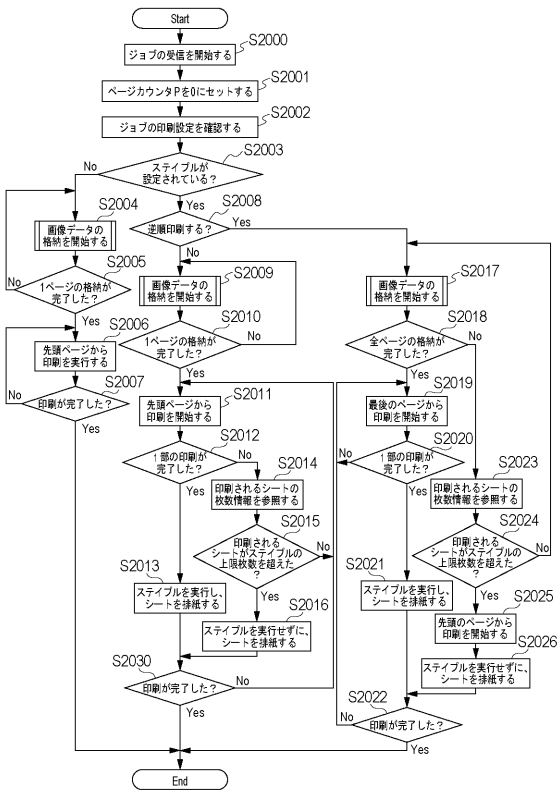 Start
S2000
ジョブの受信を開始する
S2001
ページカウンタPを0にセットする
S2002
ジョブの印刷設定を確認する
S2003
ステイプルが
設定されている？
No
Yes
S2004
画像データの
格納を開始する
S2005
1ページの格納が
完了した？
No
Yes
S2006
先頭ページから
印刷を実行する
S2007
印刷が完了した？
No
Yes
S2008
逆順印刷する？
Yes
No
S2009
画像データの
格納を開始する
S2010
1ページの格納が
完了した？
No
Yes
S2011
先頭ページから
印刷を開始する
S2012
1部の印刷が
完了した？
No
Yes
S2014
印刷されるシートの
枚数情報を参照する
S2015
印刷される
シートがステイプルの
上限枚数を超えた
？
No
Yes
S2013
ステイプルを実行し、
シートを排紙する
S2016
ステイプルを実行せずに、
シートを排紙する
S2030
印刷が完了した？
No
Yes
S2017
画像データの
格納を開始する
S2018
全ページの格納が
完了した？
No
Yes
S2019
最後のページから
印刷を開始する
S2020
1部の印刷が
完了した？
No
Yes
S2023
印刷されるシートの
枚数情報を参照する
S2024
印刷される
シートがステイプルの
上限枚数を超えた
？
No
Yes
S2021
ステイプルを実行し、
シートを排紙する
S2025
先頭のページから
印刷を開始する
S2026
ステイプルを実行せずに、
シートを排紙する
S2022
印刷が完了した？
No
Yes
End